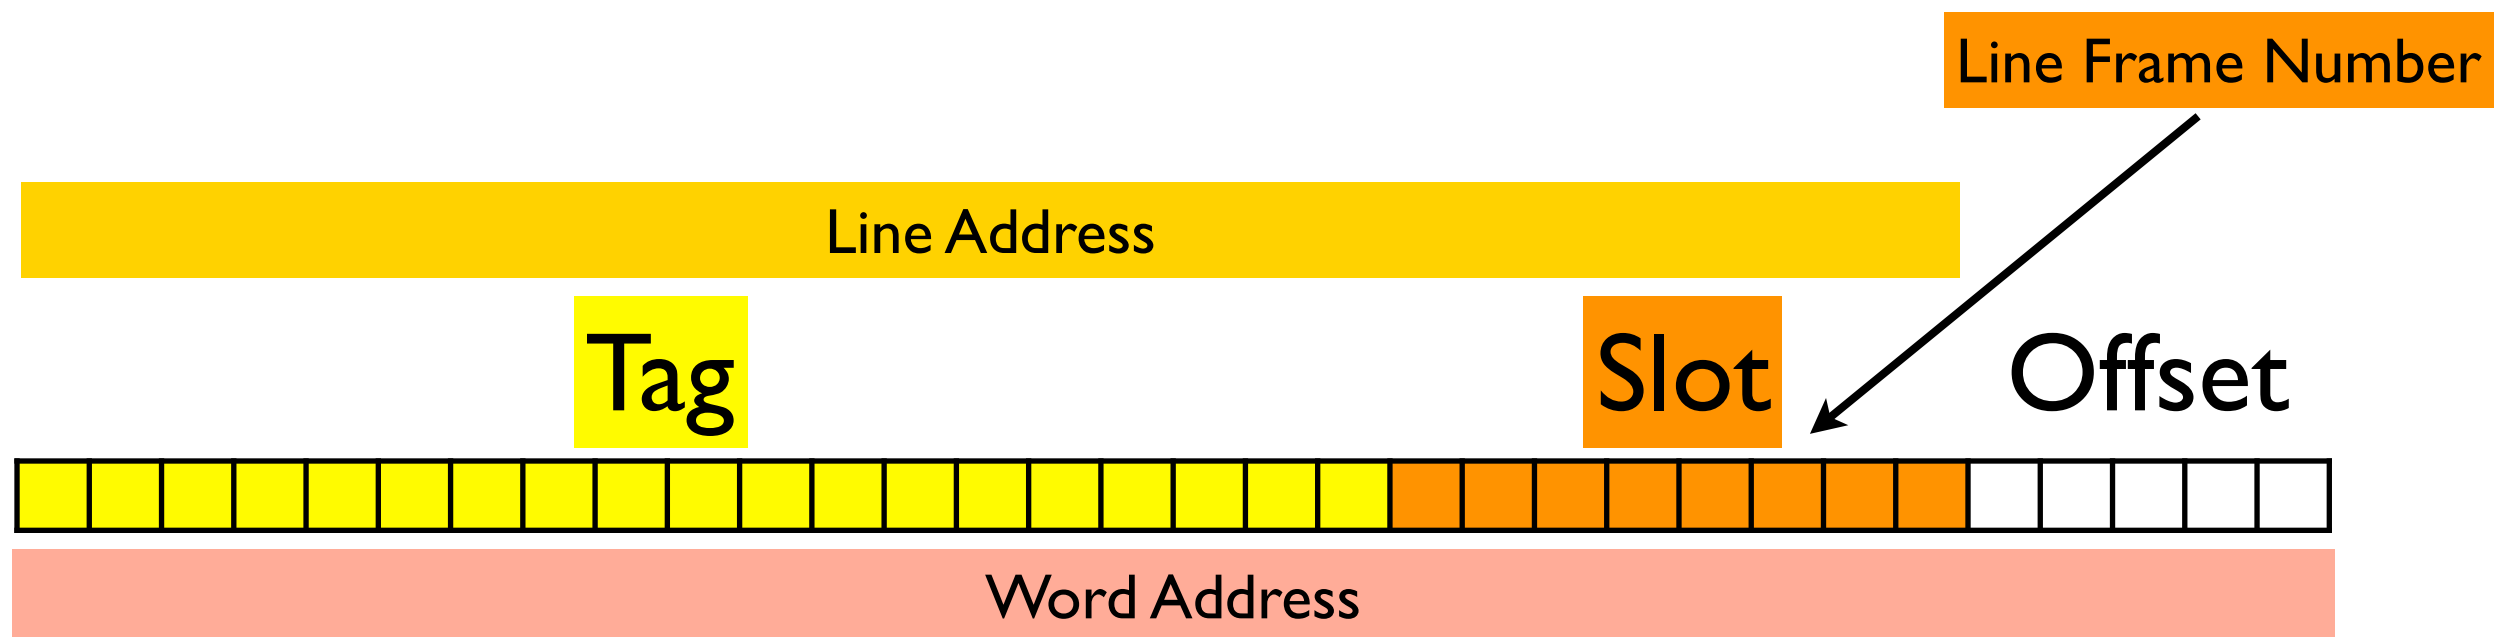 Line Frame Number
Line Address
Tag
Slot
Offset
Word Address